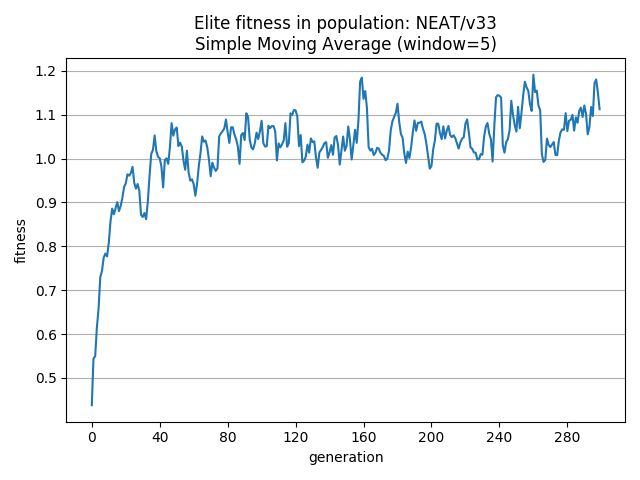 Elite fitness in population: NEAT/v33
Simple Moving Average (window=5)
1.2
1.1
1.0
0.9
0.8
0.7
0.6
0.5
fitness
0 40 80 120 160 200 240 280
generation